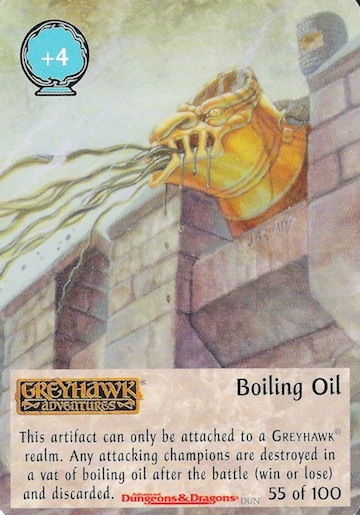 +4
GREYHAWK®
ADVENTURES
Boiling Oil
This artifact can only be attached to a GREYHAWK®
realm. Any attacking champions are destroyed in
a vat of boiling oil after the battle (win or lose)
and discarded. Advanced Dungeons & Dragons® DUN 55 of 100